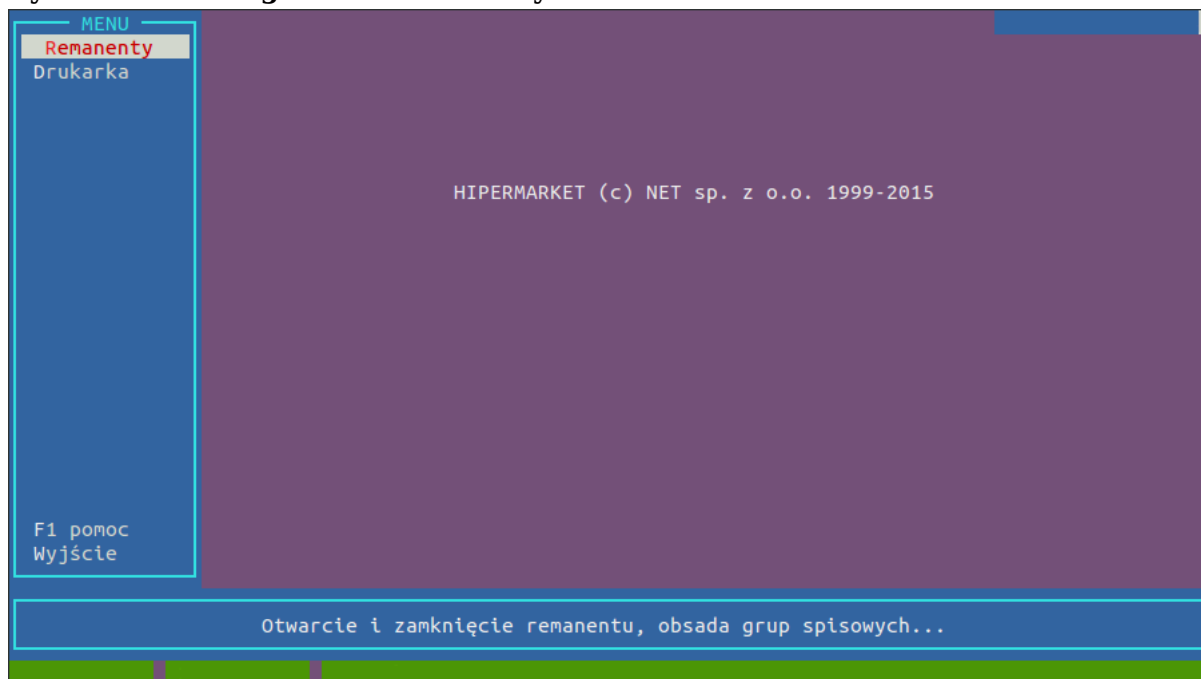 MENU
Remanenty
Drukarka
HIPERMARKET (c) NET sp. z o.o. 1999-2015
F1 pomoc
Wyjście
Otwarcie i zamknięcie remanentu, obsada grup spisowych...